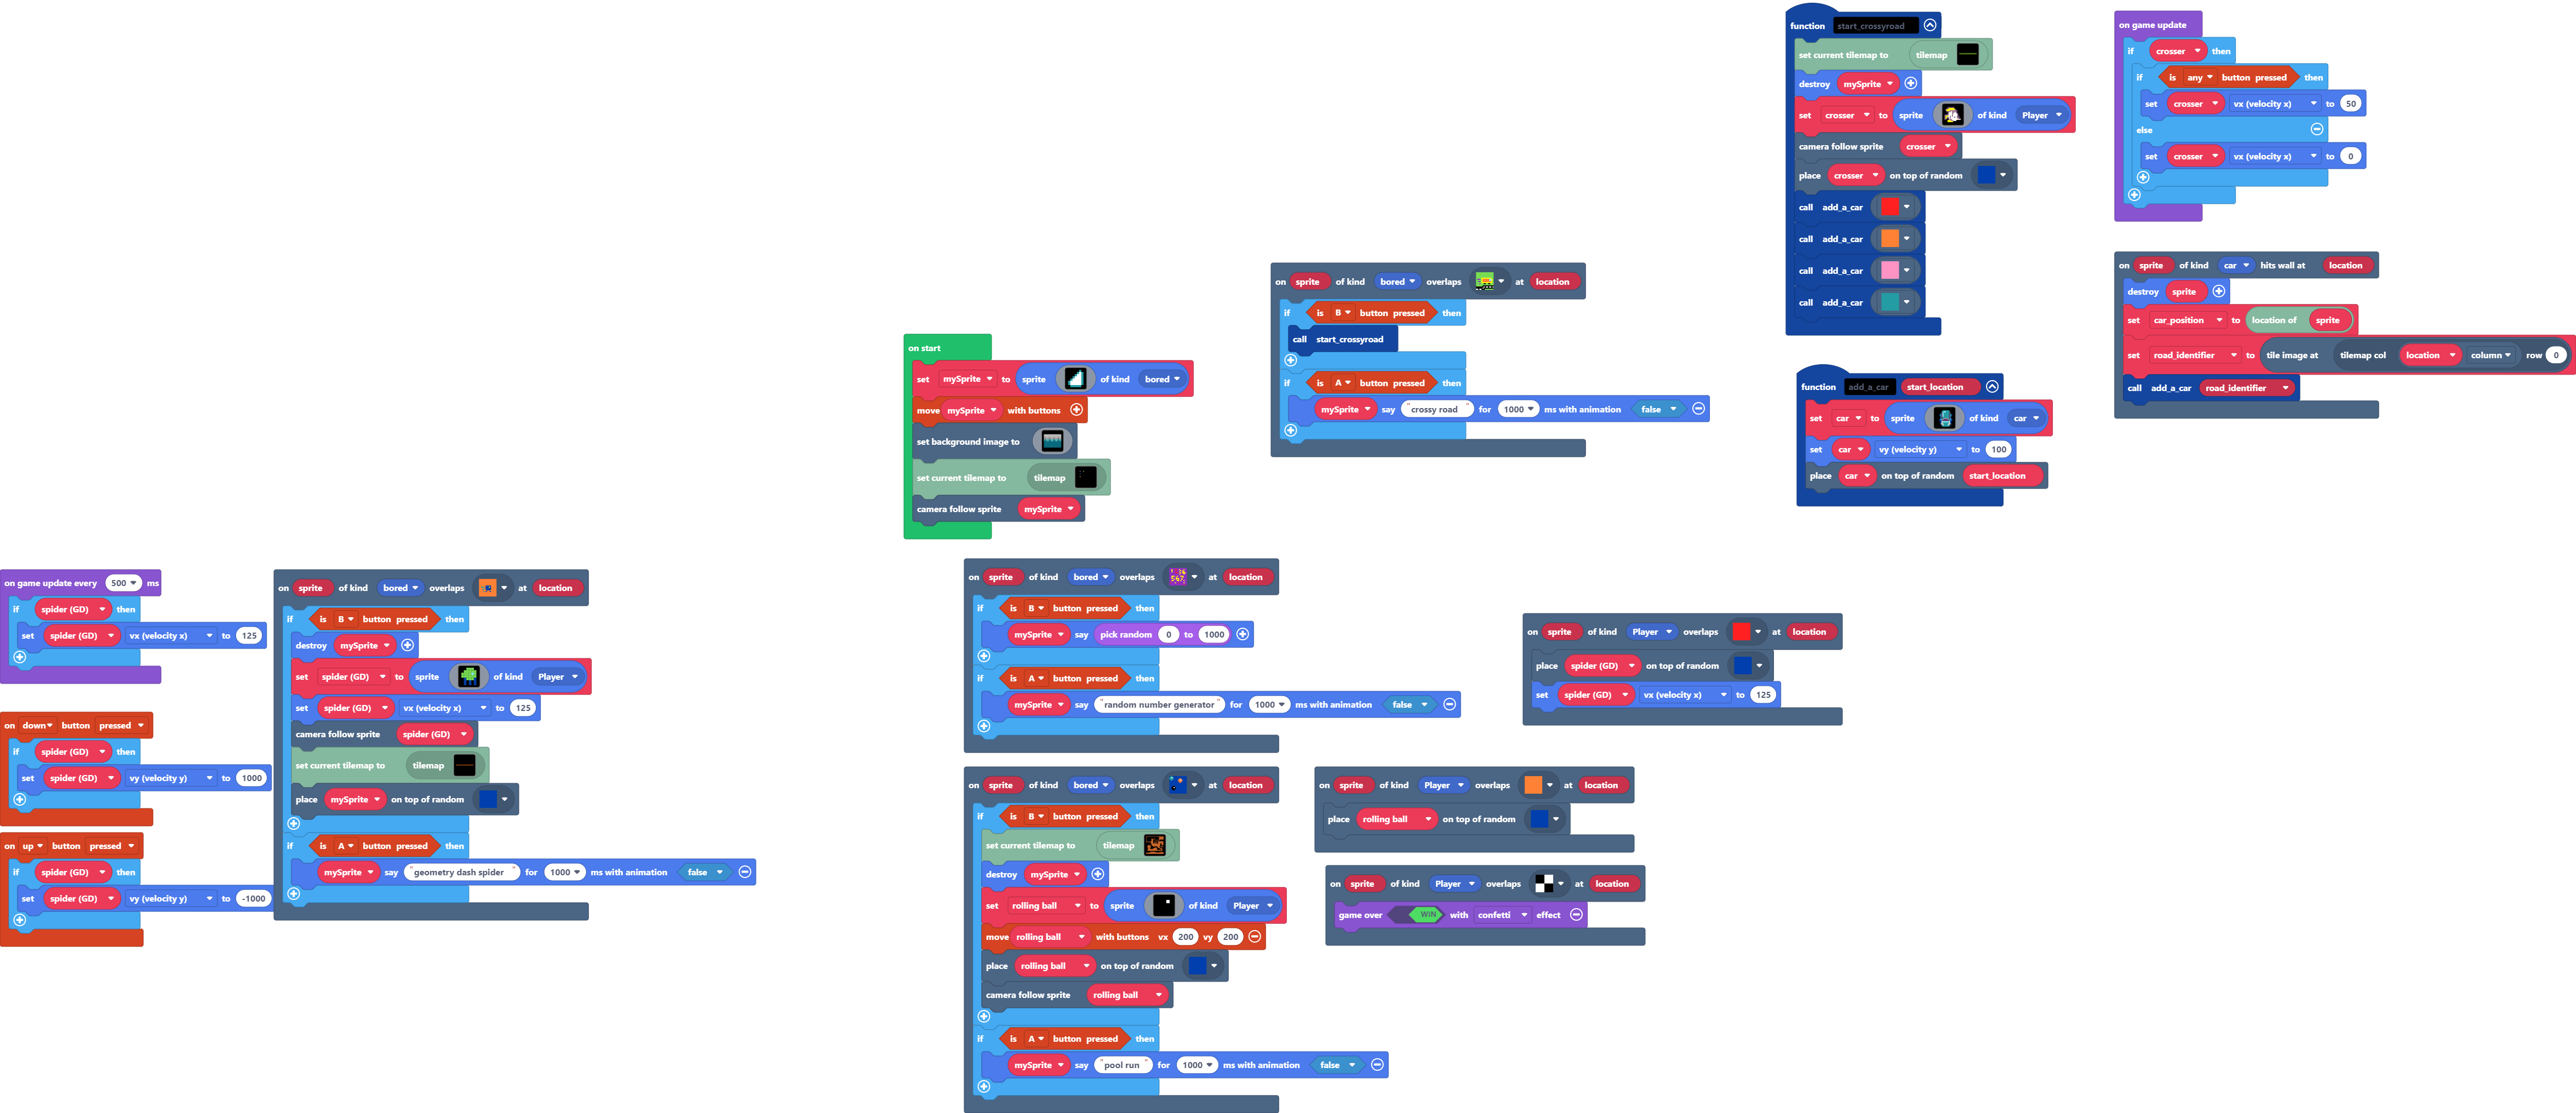 function start_crossyroad
set current tilemap to tilemap
destroy mySprite
set crosser to sprite of kind Player
camera follow sprite crosser
place crosser on top of random
call add_a_car
call add_a_car
call add_a_car
call add_a_car
on game update
if crosser then
if is any button pressed then
set crosser vx (velocity x) to 50
else
set crosser vx (velocity x) to 0
on sprite of kind car hits wall at location
destroy sprite
set car_position to location of sprite
set road_identifier to tile image at tilemap col location column row 0
call add_a_car road_identifier
function add_a_car start_location
set car to sprite of kind car
set car vy (velocity y) to 100
place car on top of random start_location
on sprite of kind bored overlaps at location
if is B button pressed then
call start_crossyroad
if is A button pressed then
mySprite say "crossy road" for 1000 ms with animation false
on start
set mySprite to sprite of kind bored
move mySprite with buttons
set background image to
set current tilemap to tilemap
camera follow sprite mySprite
on game update every 500 ms
if spider (GD) then
set spider (GD) vx (velocity x) to 125
on down button pressed
if spider (GD) then
set spider (GD) vy (velocity y) to 1000
on up button pressed
if spider (GD) then
set spider (GD) vy (velocity y) to -1000
on sprite of kind bored overlaps at location
if is B button pressed then
destroy mySprite
set spider (GD) to sprite of kind Player
set spider (GD) vx (velocity x) to 125
camera follow sprite spider (GD)
set current tilemap to tilemap
place mySprite on top of random
if is A button pressed then
mySprite say "geometry dash spider " for 1000 ms with animation false
on sprite of kind bored overlaps at location
if is B button pressed then
mySprite say pick random 0 to 1000
if is A button pressed then
mySprite say "random number generator" for 1000 ms with animation false
on sprite of kind bored overlaps at location
if is B button pressed then
set current tilemap to tilemap
destroy mySprite
set rolling ball to sprite of kind Player
move rolling ball with buttons vx 200 vy 200
place rolling ball on top of random
camera follow sprite rolling ball
if is A button pressed then
mySprite say "pool run" for 1000 ms with animation false
on sprite of kind Player overlaps at location
place spider (GD) on top of random
set spider (GD) vx (velocity x) to 125
on sprite of kind Player overlaps at location
place rolling ball on top of random
on sprite of kind Player overlaps at location
game over WIN with confetti effect